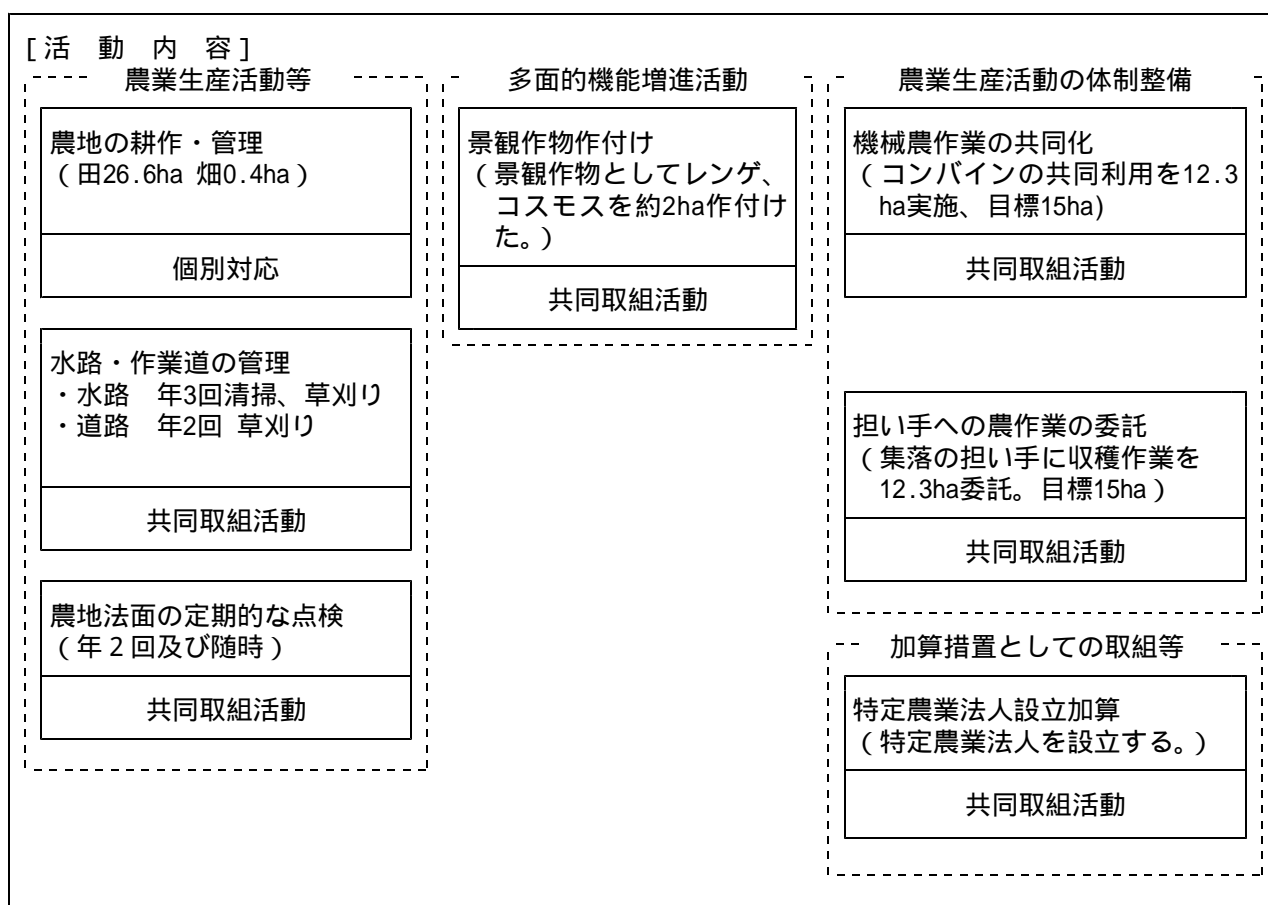 [活 動 内 容]
農業生産活動等
農地の耕作・管理
(田26.6ha 畑0.4ha)
個別対応
水路・作業道の管理
・水路 年3回清掃、草刈り
・道路 年2回 草刈り
共同取組活動
農地法面の定期的な点検
(年2回及び随時)
共同取組活動
多面的機能増進活動
景観作物作付け
(景観作物としてレンゲ、
コスモスを約2ha作付け
た。)
共同取組活動
農業生産活動の体制整備
機械農作業の共同化
(コンバインの共同利用を12.3
ha実施、目標15ha)
共同取組活動
担い手への農作業の委託
(集落の担い手に収穫作業を
12.3ha委託。目標15ha)
共同取組活動
加算措置としての取組等
特定農業法人設立加算
(特定農業法人を設立する。)
共同取組活動